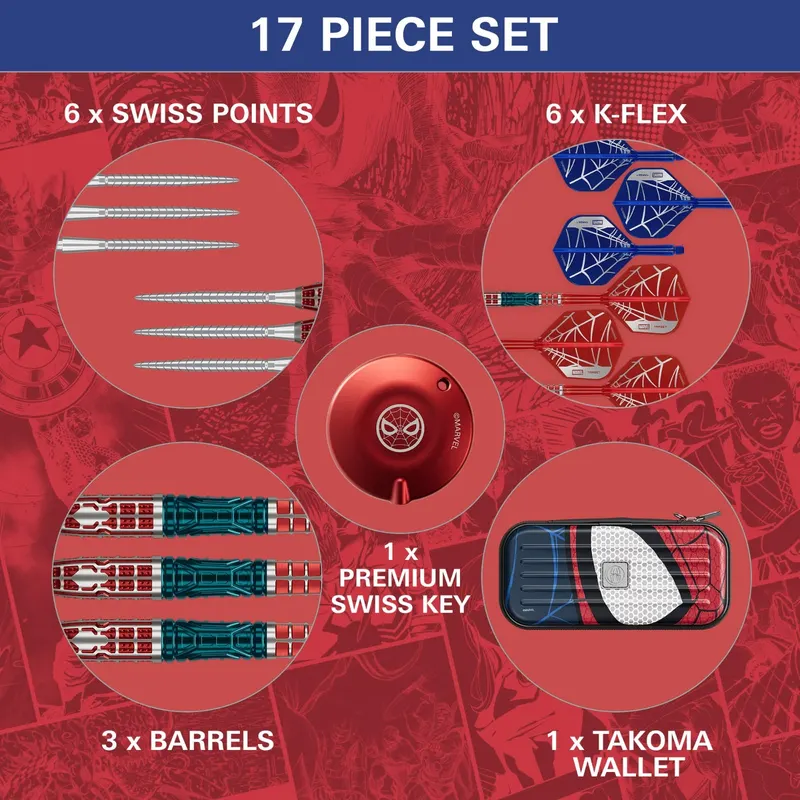 17 PIECE SET
6 x SWISS POINTS
6 x K-FLEX
©MARVEL
1 x
PREMIUM
SWISS KEY
3 x BARRELS
1 x TAKOMA
WALLET